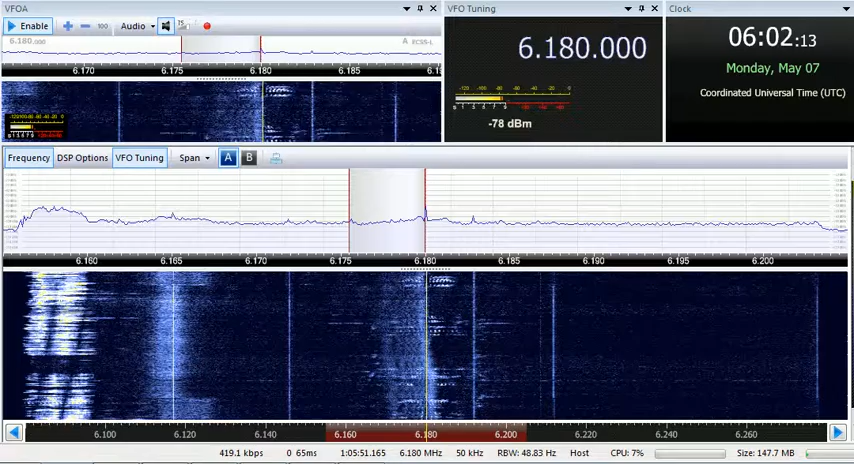 VFOA
Enable
100
Audio
6.180.000
A ECSS-L
6.170 6.175 6.180 6.185
VFO Tuning
6.180.000
-78 dBm
Clock
06:02:13
Monday, May 07
Coordinated Universal Time (UTC)
Frequency DSP Options VFO Tuning Span A B
6.160 6.165 6.170 6.175 6.180 6.185 6.190 6.195 6.200
6.100 6.120 6.140 6.160 6.180 6.200 6.220 6.240 6.260
419.1 kbps 0 65ms 1:05:51.165 6.180 MHz 50 kHz RBW: 48.83 Hz Host CPU: 7% Size: 147.7 MB